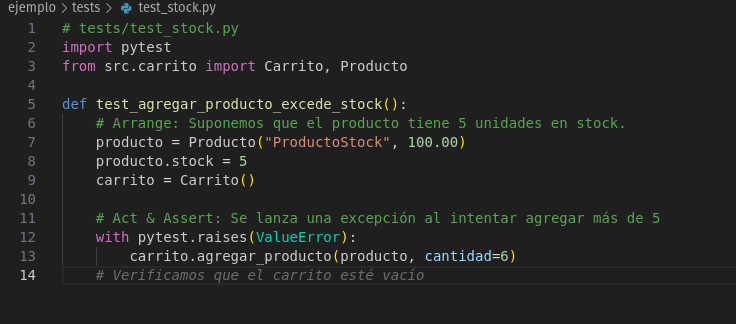 ejemplo > tests > test_stock.py
1 # tests/test_stock.py
2 import pytest
3 from src.carrito import Carrito, Producto
4
5 def test_agregar_producto_excede_stock():
6     # Arrange: Suponemos que el producto tiene 5 unidades en stock.
7     producto = Producto("ProductoStock", 100.00)
8     producto.stock = 5
9     carrito = Carrito()
10
11     # Act & Assert: Se lanza una excepción al intentar agregar más de 5
12     with pytest.raises(ValueError):
13         carrito.agregar_producto(producto, cantidad=6)
14     # Verificamos que el carrito esté vacío